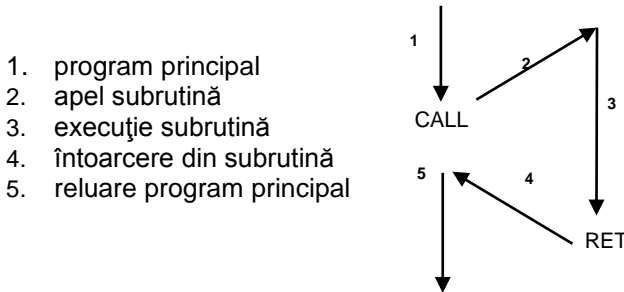 1. program principal
2. apel subrutină
3. execuţie subrutină
4. întoarcere din subrutină
5. reluare program principal
1
2
3
CALL
5
4
RET